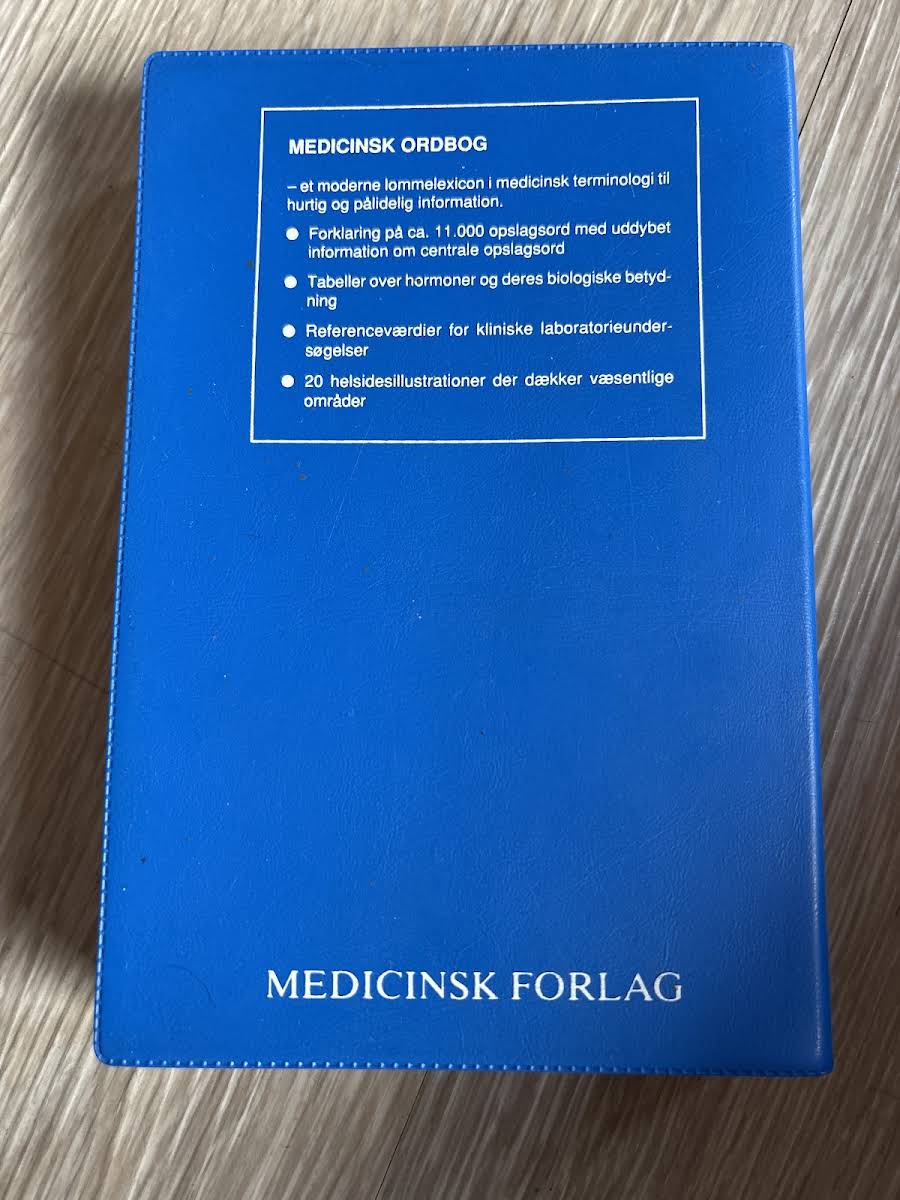 MEDICINSK ORDBOG
– et moderne lommelexicon i medicinsk terminologi til
hurtig og pålidelig information.
● Forklaring på ca. 11.000 opslagsord med uddybet
information om centrale opslagsord
● Tabeller over hormoner og deres biologiske betyd-
ning
● Referenceværdier for kliniske laboratorieunder-
søgelser
● 20 helsidesillustrationer der dækker væsentlige
områder
MEDICINSK FORLAG